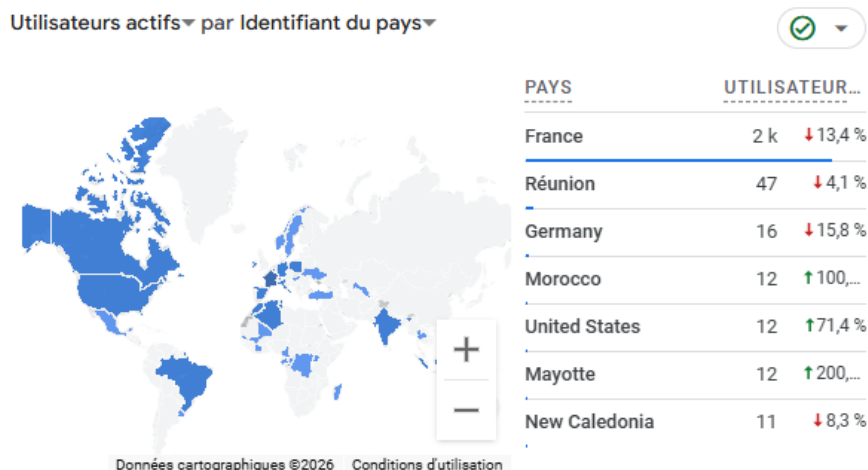 Utilisateurs actifs▾ par Identifiant du pays▾
PAYS UTILISATEUR...
France 2 k ↓13,4 %
Réunion 47 ↓4,1 %
Germany 16 ↓15,8 %
Morocco 12 ↑100,...
United States 12 ↑71,4 %
Mayotte 12 ↑200,...
New Caledonia 11 ↓8,3 %
Données cartographiques ©2026 Conditions d'utilisation